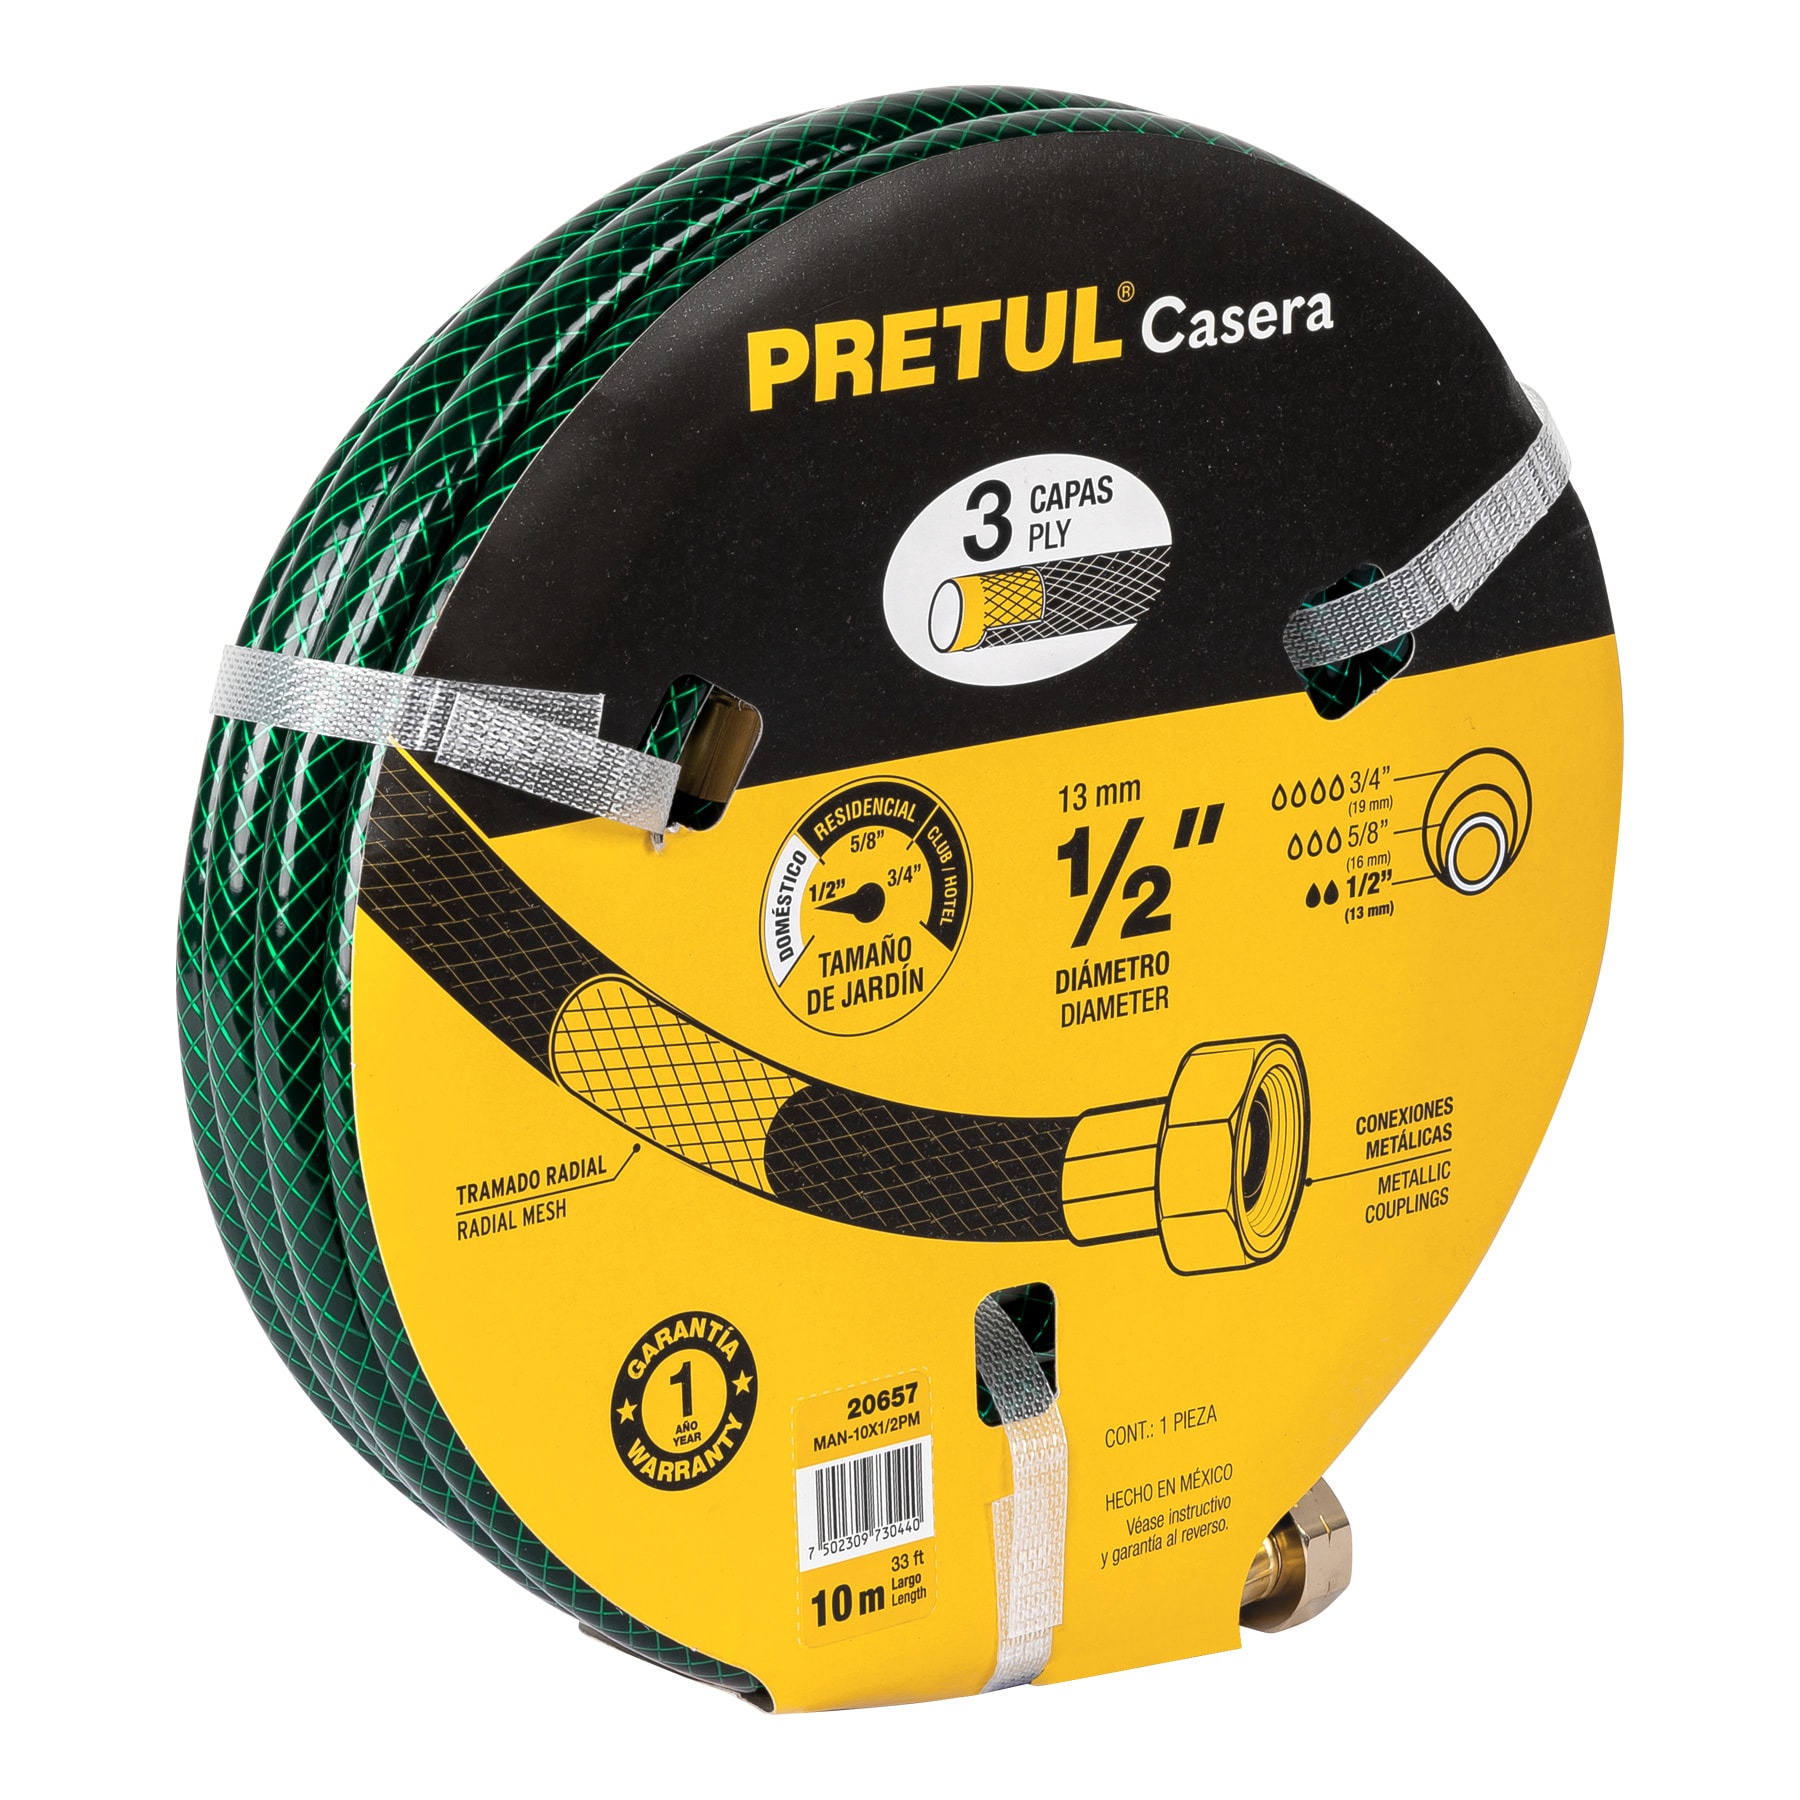 PRETUL® Casera
3 CAPAS
PLY
DOMÉSTICO
RESIDENCIAL
CLUB / HOTEL
1/2"
5/8"
3/4"
TAMAÑO
DE JARDÍN
13 mm
1/2"
DIÁMETRO
DIAMETER
3/4"
(19 mm)
5/8"
(16 mm)
1/2"
(13 mm)
TRAMADO RADIAL
RADIAL MESH
CONEXIONES
METÁLICAS
METALLIC
COUPLINGS
GARANTÍA
1
AÑO
YEAR
WARRANTY
20657
MAN-10X1/2PM
7 502309 730440
33 ft
10 m Largo
Length
CONT.: 1 PIEZA
HECHO EN MÉXICO
Véase instructivo
y garantía al reverso.